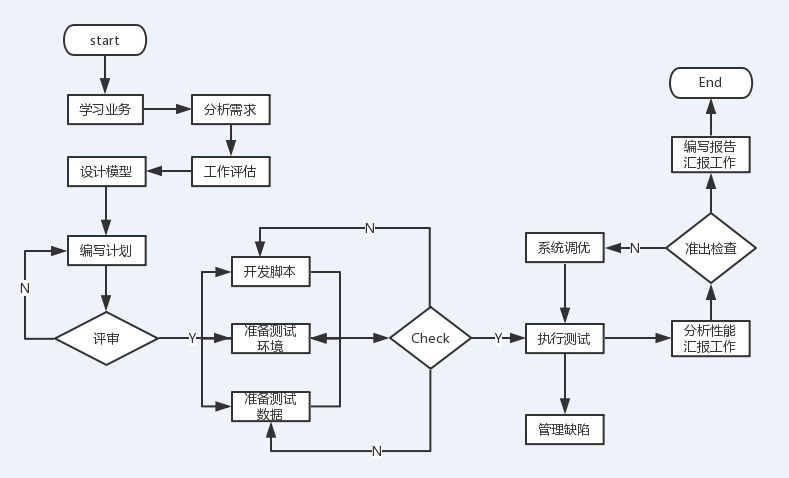 start
学习业务
分析需求
设计模型
工作评估
编写计划
N
评审
Y
开发脚本
准备测试
环境
准备测试
数据
N
Check
N
Y
系统调优
执行测试
管理缺陷
N
End
编写报告
汇报工作
准出检查
分析性能
汇报工作